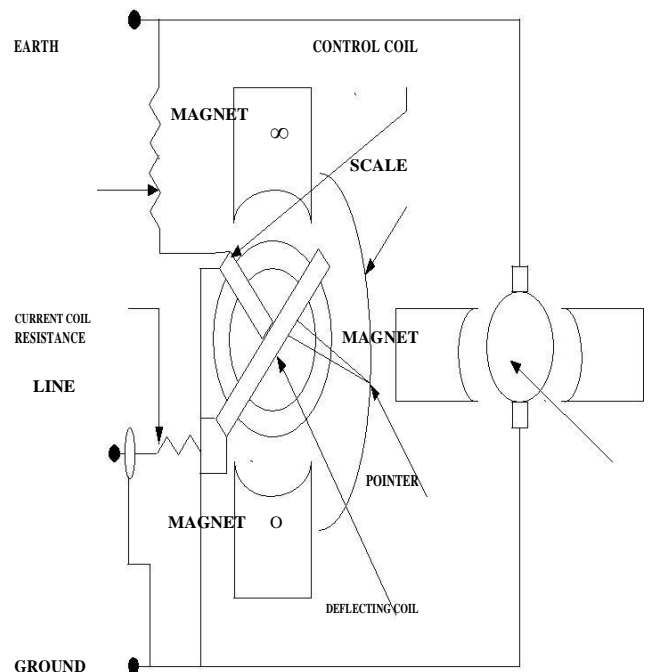 EARTH
CONTROL COIL
MAGNET
∞
SCALE
CURRENT COIL
RESISTANCE
MAGNET
LINE
POINTER
MAGNET
O
DEFLECTING COIL
GROUND